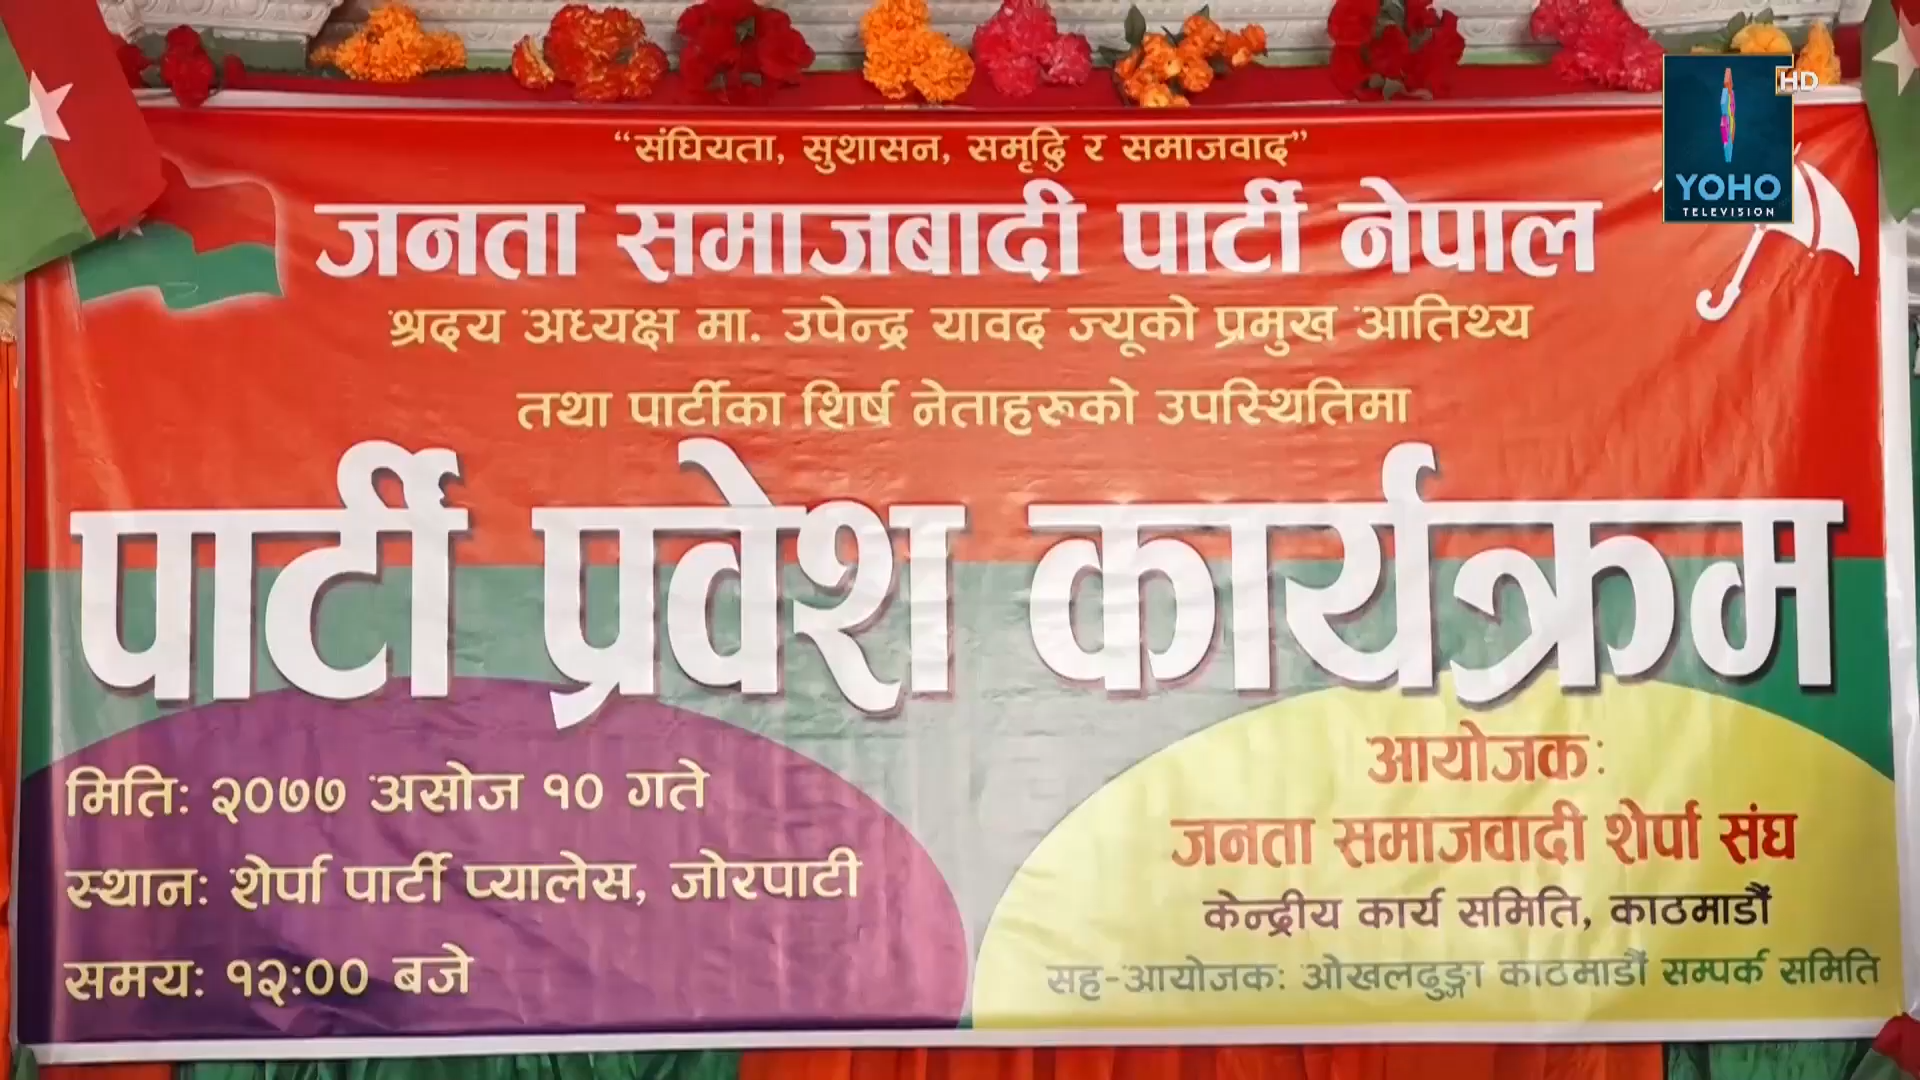 “संघियता, सुशासन, समृद्धि र समाजवाद”
HD
YOHO
TELEVISION
जनता समाजबादी पार्टी नेपाल
श्रदय अध्यक्ष मा. उपेन्द्र यावद ज्यूको प्रमुख आतिथ्य
तथा पार्टीका शिर्ष नेताहरूको उपस्थितिमा
पार्टी प्रवेश कार्यक्रम
मितिः २०७७ असोज १० गते
स्थानः शेर्पा पार्टी प्यालेस, जोरपाटी
समयः १२:०० बजे
आयोजकः
जनता समाजवादी शेर्पा संघ
केन्द्रीय कार्य समिति, काठमाडौं
सह-आयोजकः ओखलढुङ्गा काठमाडौं सम्पर्क समिति